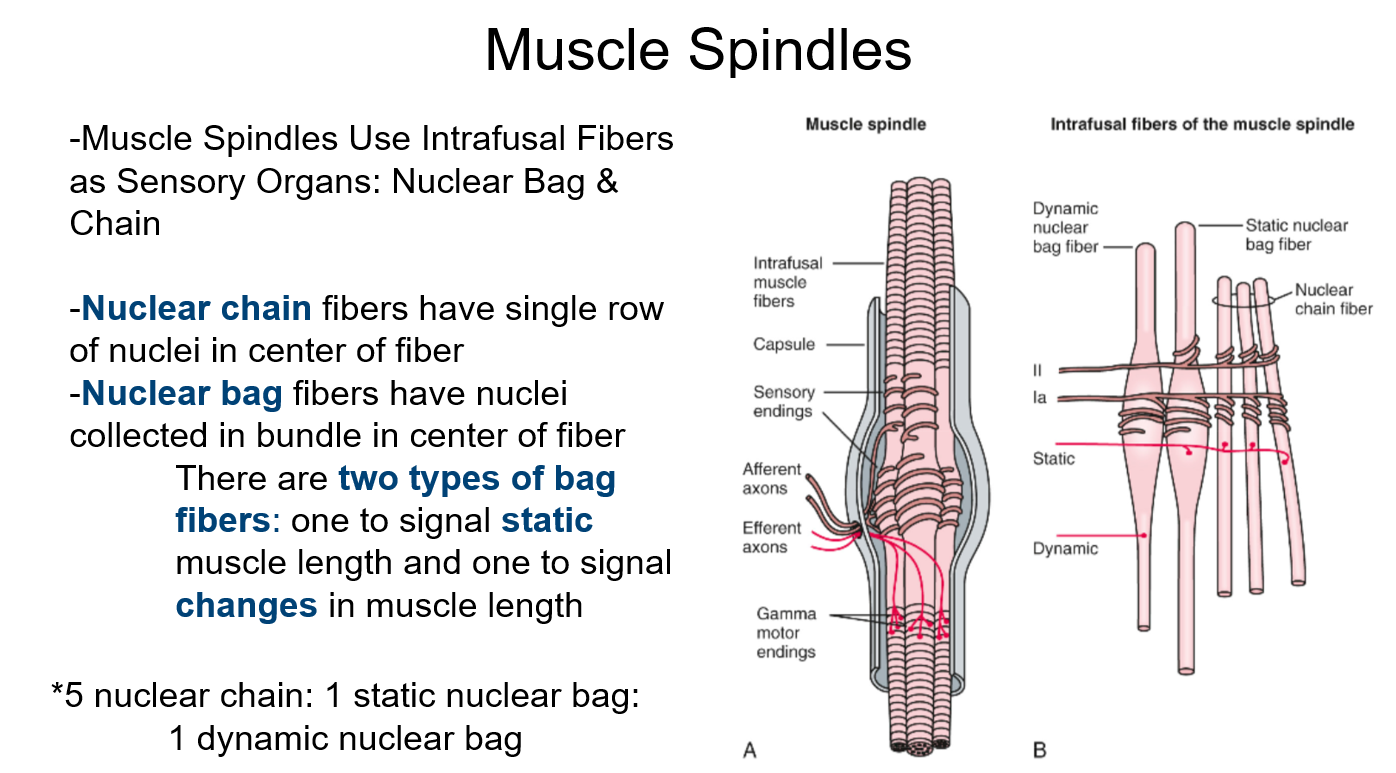 Muscle Spindles
-Muscle Spindles Use Intrafusal Fibers
as Sensory Organs: Nuclear Bag &
Chain
-Nuclear chain fibers have single row
of nuclei in center of fiber
-Nuclear bag fibers have nuclei
collected in bundle in center of fiber
There are two types of bag
fibers: one to signal static
muscle length and one to signal
changes in muscle length
*5 nuclear chain: 1 static nuclear bag:
1 dynamic nuclear bag
Muscle spindle
Intrafusal
muscle
fibers
Capsule
Sensory
endings
Afferent
axons
Efferent
axons
Gamma
motor
endings
A
Intrafusal fibers of the muscle spindle
Dynamic
nuclear
bag fiber
Static nuclear
bag fiber
Nuclear
chain fiber
II
Ia
Static
Dynamic
B